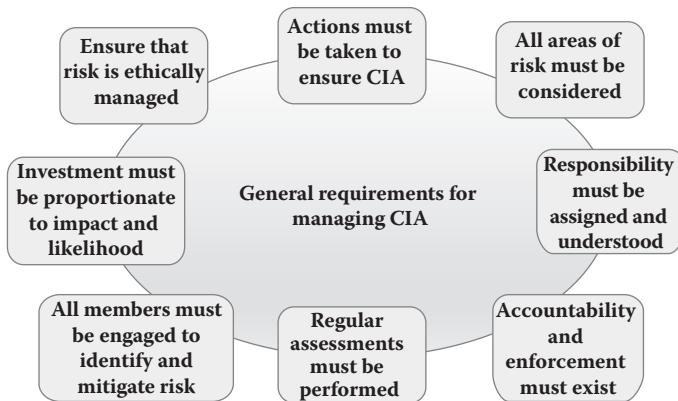 Actions must
be taken to
ensure CIA
Ensure that
risk is ethically
managed
All areas of
risk must be
considered
Investment must
be proportionate
to impact and
likelihood
General requirements for
managing CIA
Responsibility
must be
assigned and
understood
All members must
be engaged to
identify and
mitigate risk
Regular
assessments
must be
performed
Accountability
and
enforcement
must exist